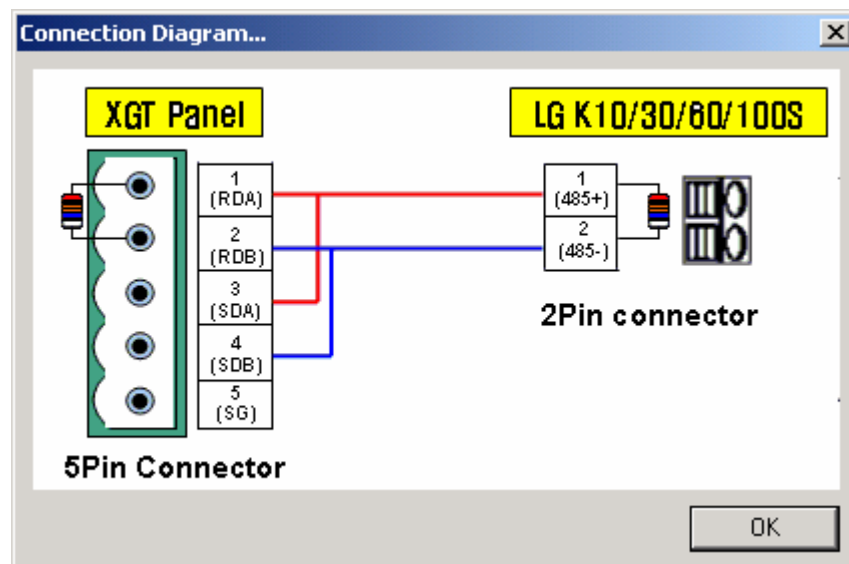 Connection Diagram...
XGT Panel
LG K10/30/60/100S
1
(RDA)
2
(RDB)
3
(SDA)
4
(SDB)
5
(SG)
1
(485+)
2
(485-)
2Pin connector
5Pin Connector
OK